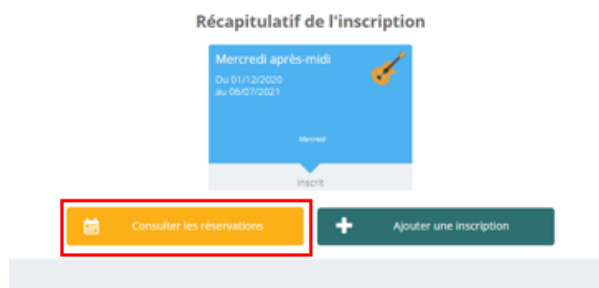 Récapitulatif de l'inscription
Mercredi après-midi
Du 01/12/2020
au 06/07/2021
Mercredi
Inscrit
Consulter les réservations
Ajouter une inscription